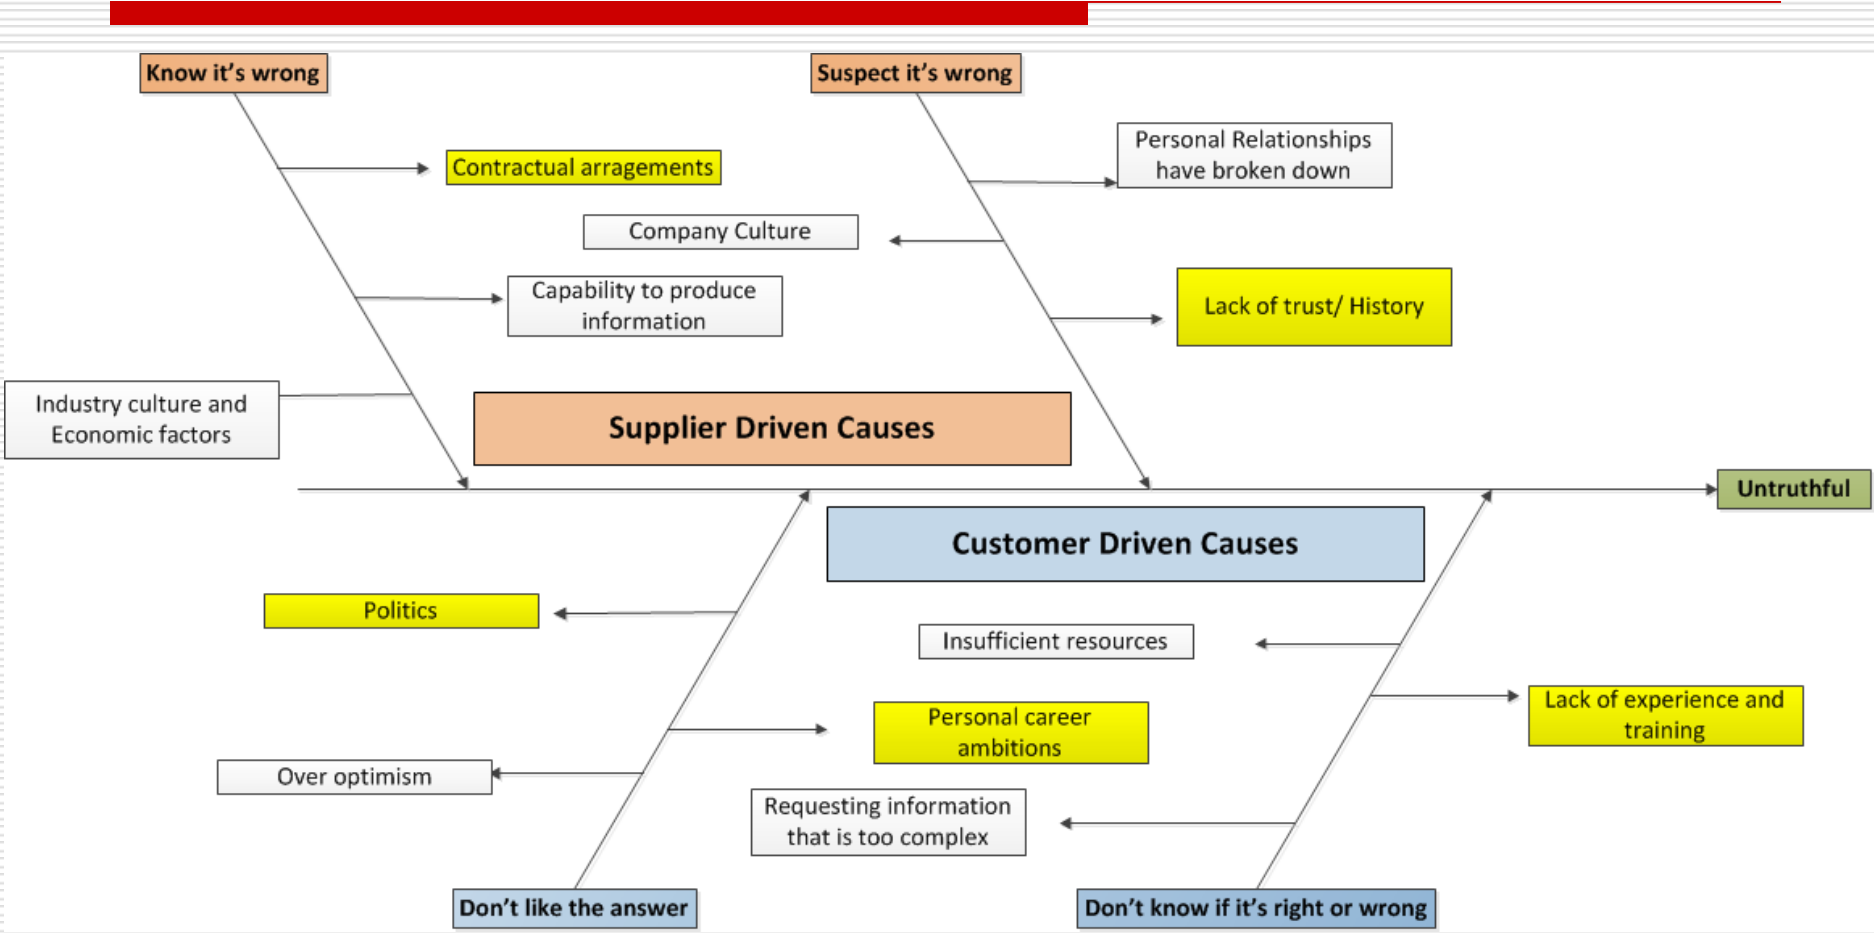 Know it's wrong
Suspect it's wrong
Personal Relationships
have broken down
Contractual arragements
Company Culture
Capability to produce
information
Lack of trust/ History
Industry culture and
Economic factors
Supplier Driven Causes
Untruthful
Customer Driven Causes
Politics
Insufficient resources
Lack of experience and
training
Personal career
ambitions
Over optimism
Requesting information
that is too complex
Don't like the answer
Don't know if it's right or wrong